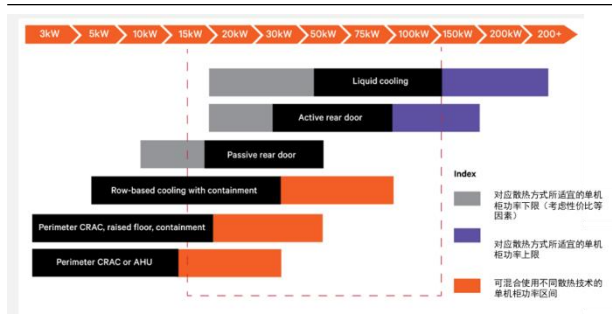 3kW 5kW 10kW 15kW 20kW 30kW 50kW 75kW 100kW 150kW 200kW 200+
Liquid cooling
Active rear door
Passive rear door
Row-based cooling with containment
Perimeter CRAC, raised floor, containment
Perimeter CRAC or AHU
Index
对应散热方式所适宜的单机
柜功率下限（考虑性价比等
因素）
对应散热方式所适宜的单机
柜功率上限
可混合使用不同散热技术的
单机柜功率区间